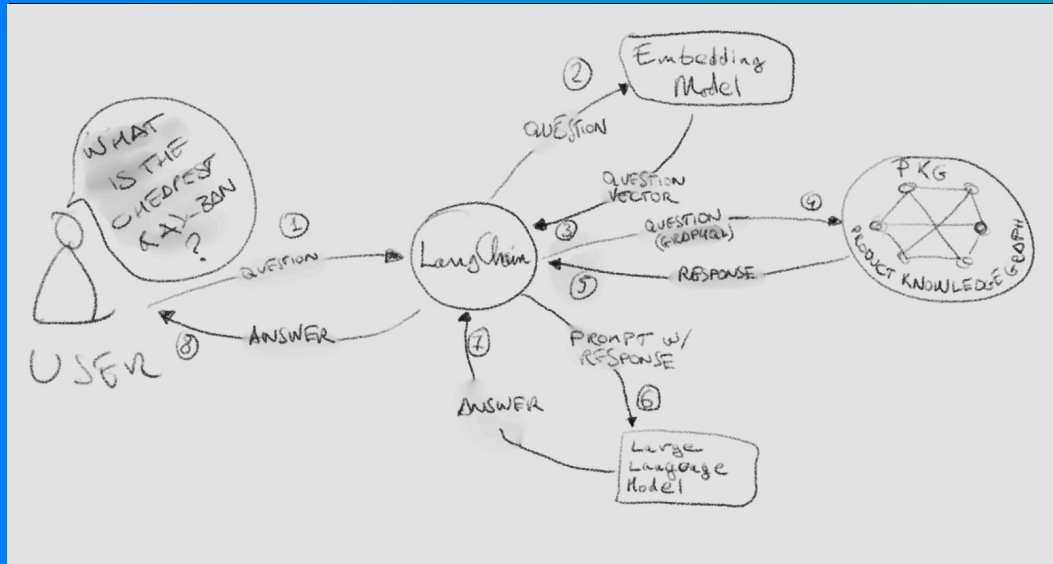 WHAT
IS THE
CHEAPEST
RAY-BAN
?
USER
①
QUESTION
②
QUESTION
Embedding
Model
QUESTION
VECTOR
③
LangChain
QUESTION
(GRAPHQL)
④
PKG
PRODUCT KNOWLEDGE GRAPH
⑤
RESPONSE
PROMPT W/
RESPONSE
⑥
Large
Language
Model
⑦
ANSWER
⑧
ANSWER